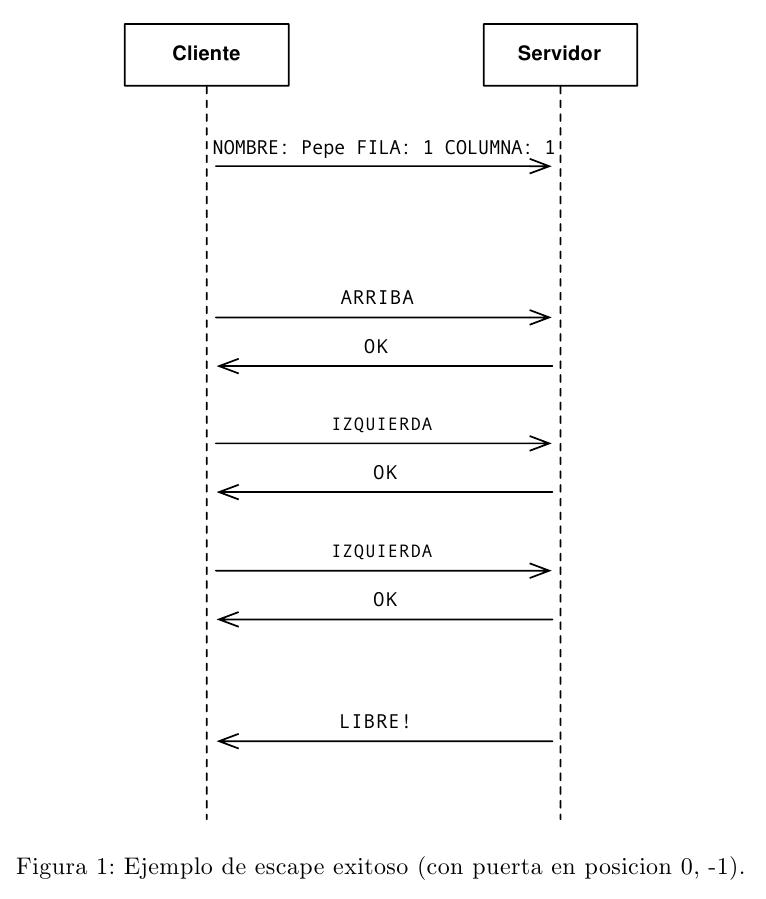 Cliente Servidor
NOMBRE: Pepe FILA: 1 COLUMNA: 1
ARRIBA
OK
IZQUIERDA
OK
IZQUIERDA
OK
LIBRE!
Figura 1: Ejemplo de escape exitoso (con puerta en posicion 0, -1).